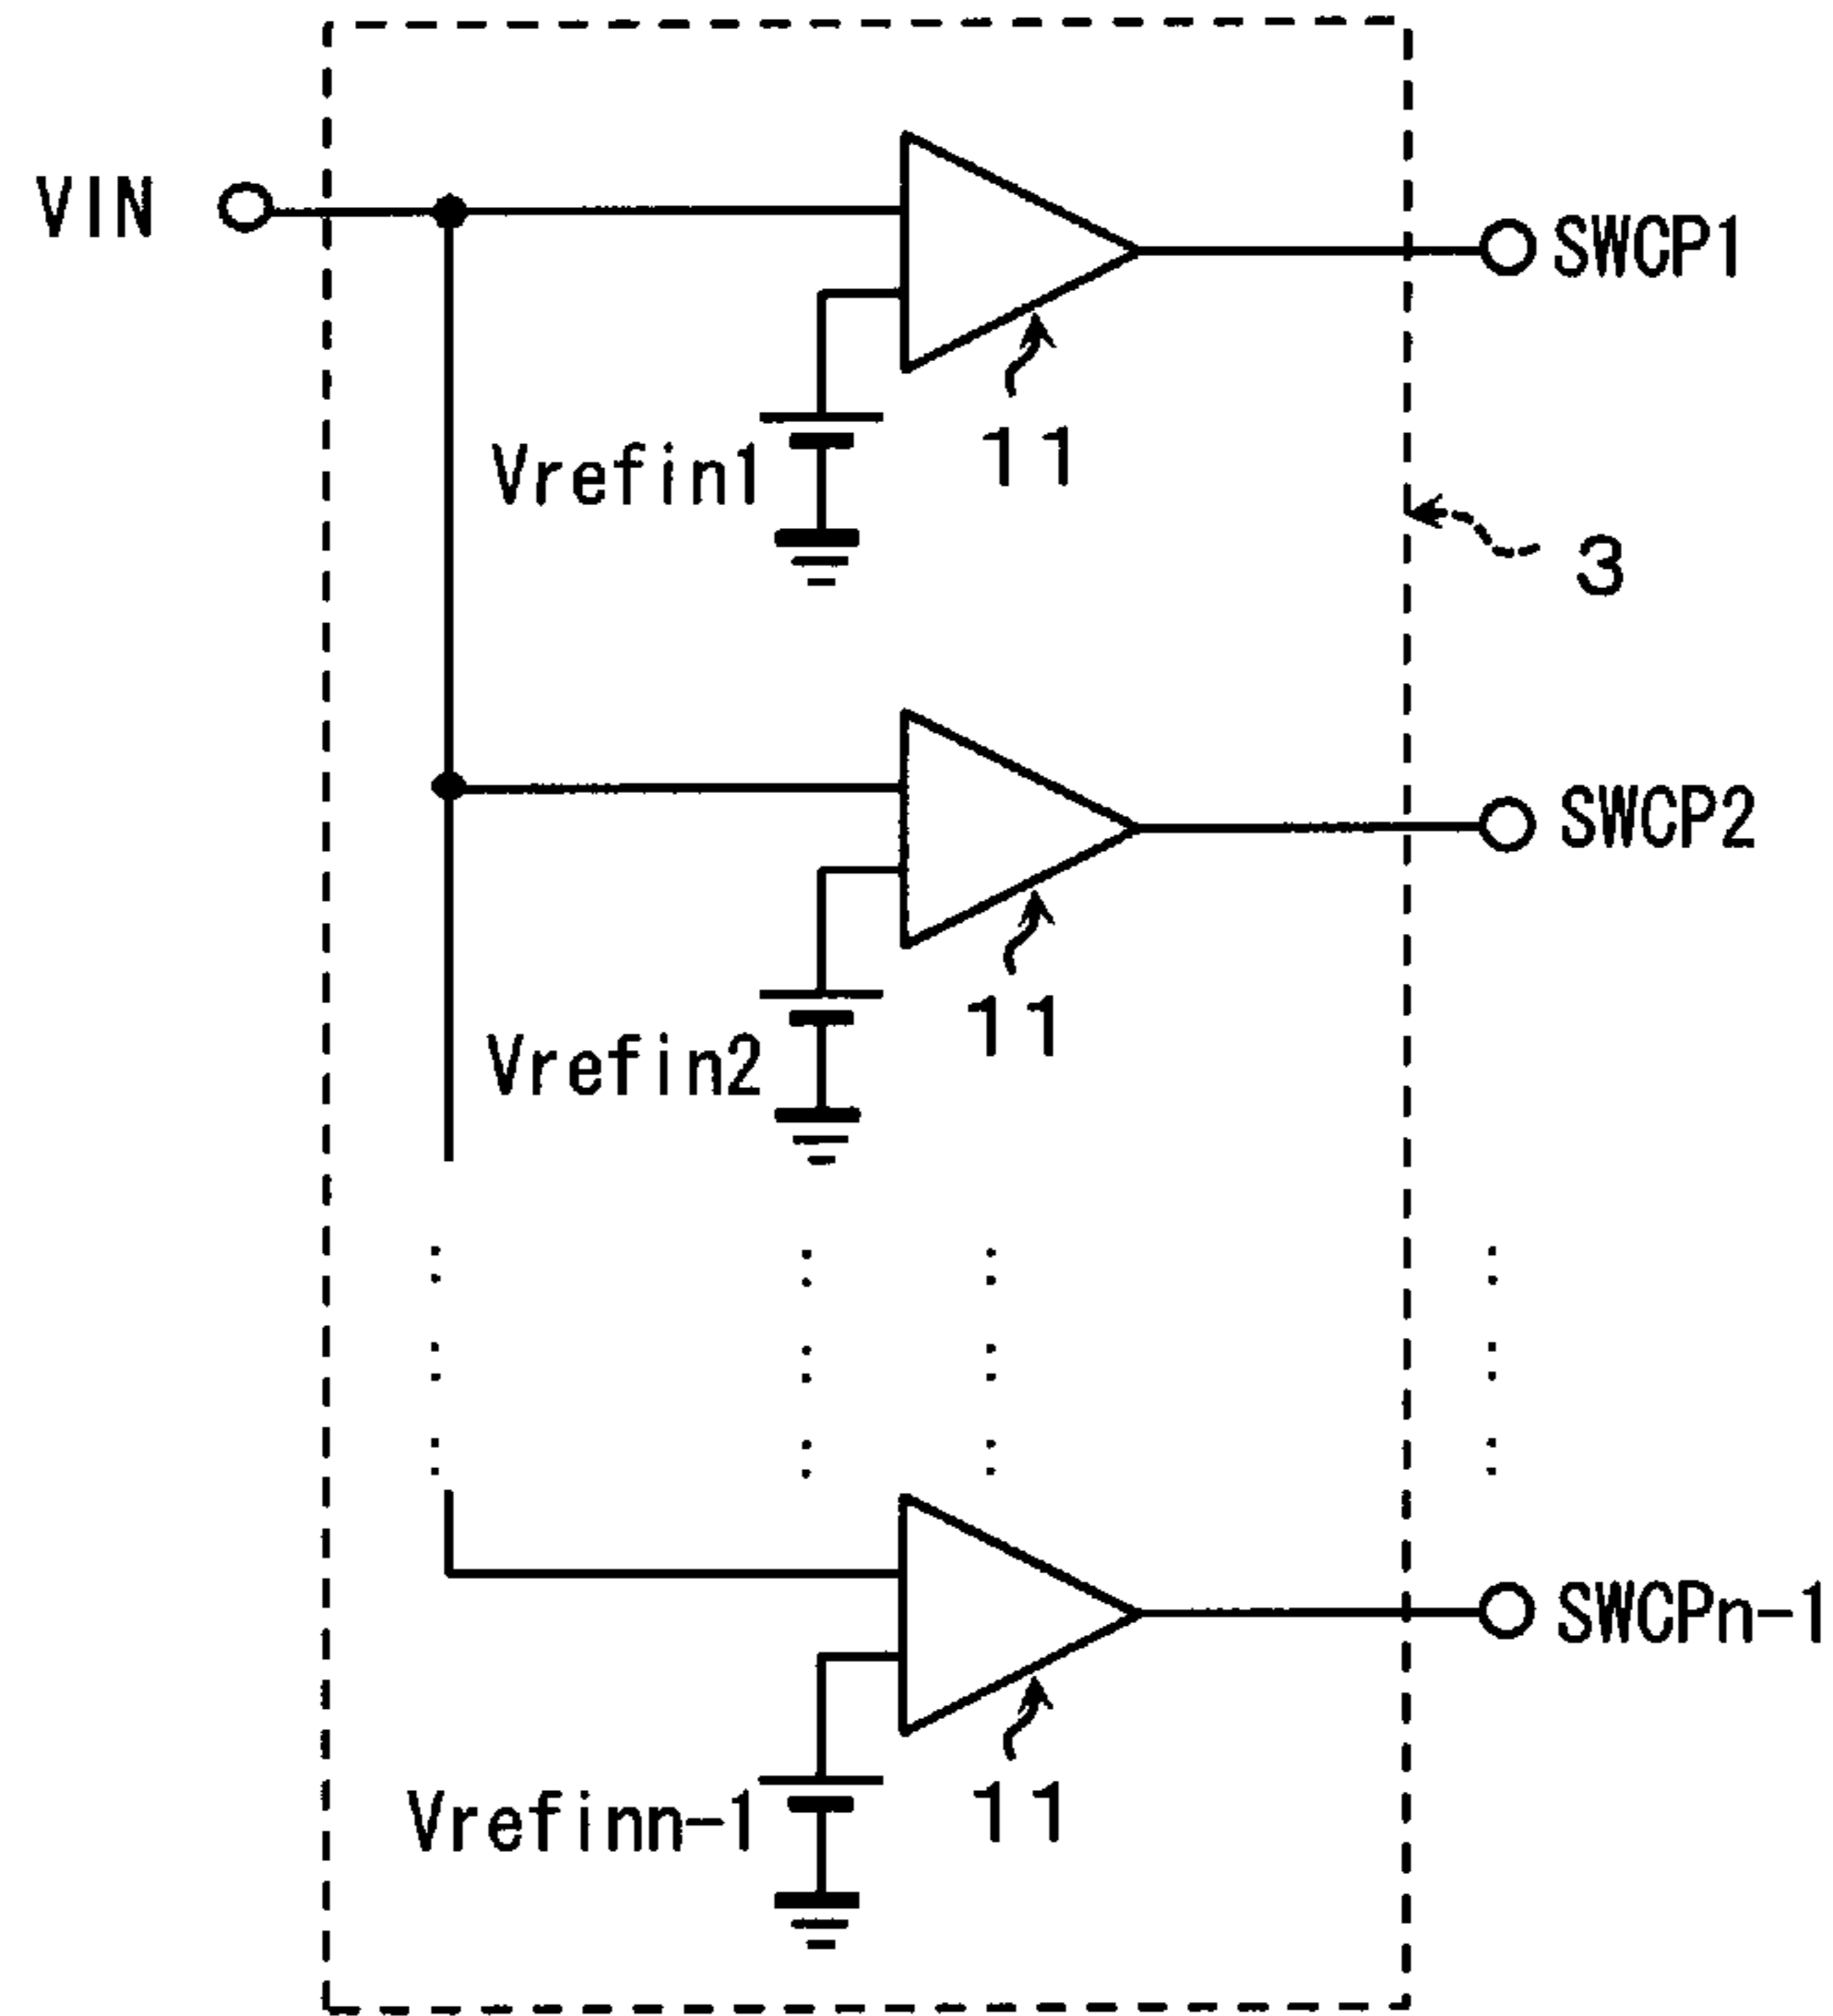 VIN
SWCP1
Vrefin1
11
3
SWCP2
Vrefin2
11
SWCPn-1
Vrefinn-1
11